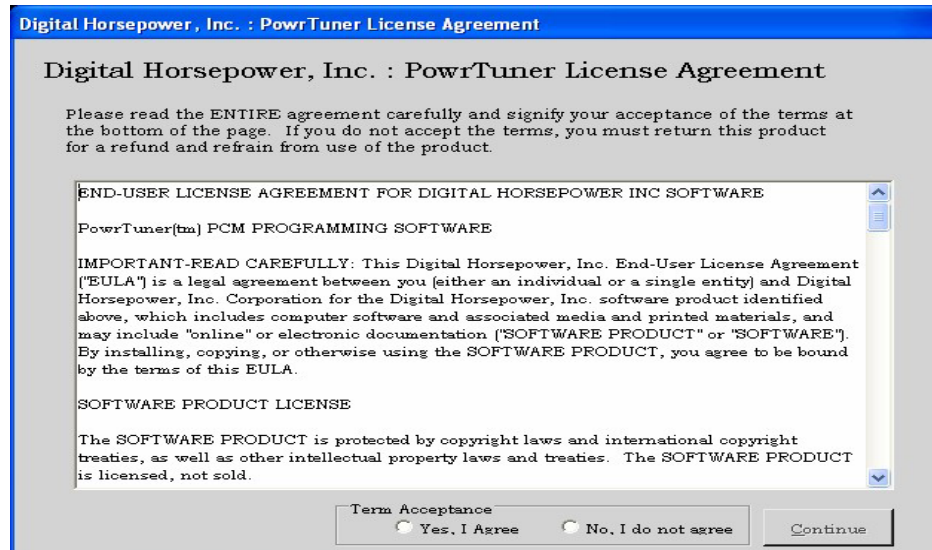 Digital Horsepower, Inc. : PowrTuner License Agreement
Digital Horsepower, Inc. : PowrTuner License Agreement
Please read the ENTIRE agreement carefully and signify your acceptance of the terms at
the bottom of the page.  If you do not accept the terms, you must return this product
for a refund and refrain from use of the product.
END-USER LICENSE AGREEMENT FOR DIGITAL HORSEPOWER INC SOFTWARE
PowrTuner(tm) PCM PROGRAMMING SOFTWARE
IMPORTANT-READ CAREFULLY: This Digital Horsepower, Inc. End-User License Agreement
("EULA") is a legal agreement between you (either an individual or a single entity) and Digital
Horsepower, Inc. Corporation for the Digital Horsepower, Inc. software product identified
above, which includes computer software and associated media and printed materials, and
may include "online" or electronic documentation ("SOFTWARE PRODUCT" or "SOFTWARE").
By installing, copying, or otherwise using the SOFTWARE PRODUCT, you agree to be bound
by the terms of this EULA.
SOFTWARE PRODUCT LICENSE
The SOFTWARE PRODUCT is protected by copyright laws and international copyright
treaties, as well as other intellectual property laws and treaties.  The SOFTWARE PRODUCT
is licensed, not sold.
Term Acceptance
Yes, I Agree No, I do not agree Continue